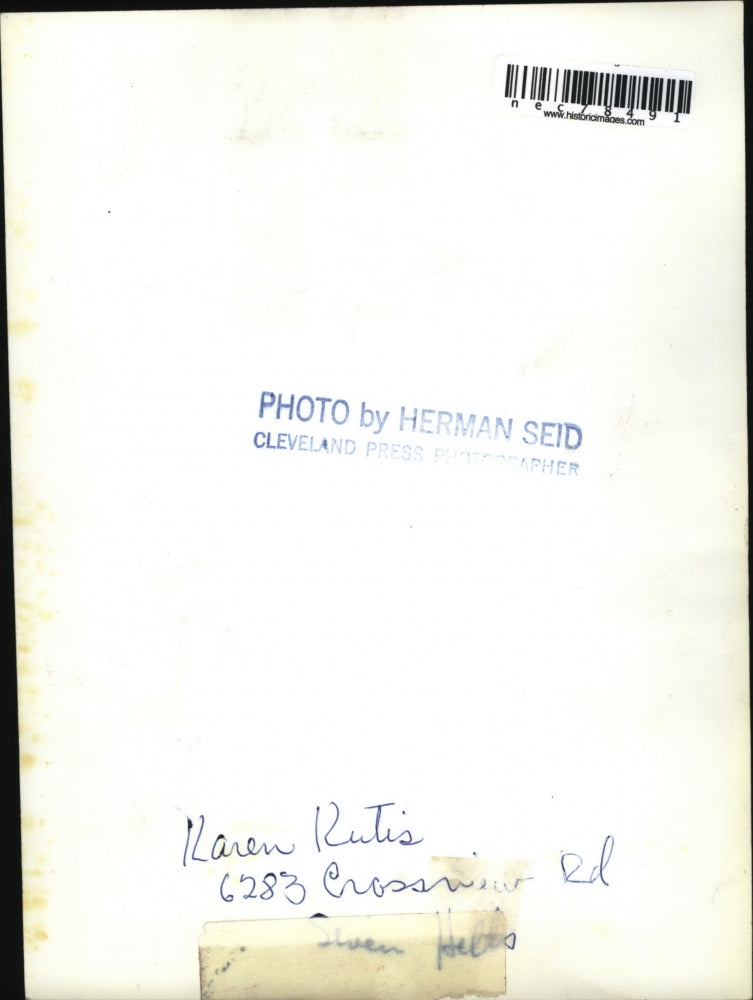 nec78491
www.historicimages.com
PHOTO by HERMAN SEID
CLEVELAND PRESS PHOTOGRAPHER
Karen Kutis
6283 Crossview Rd
Seven Hills